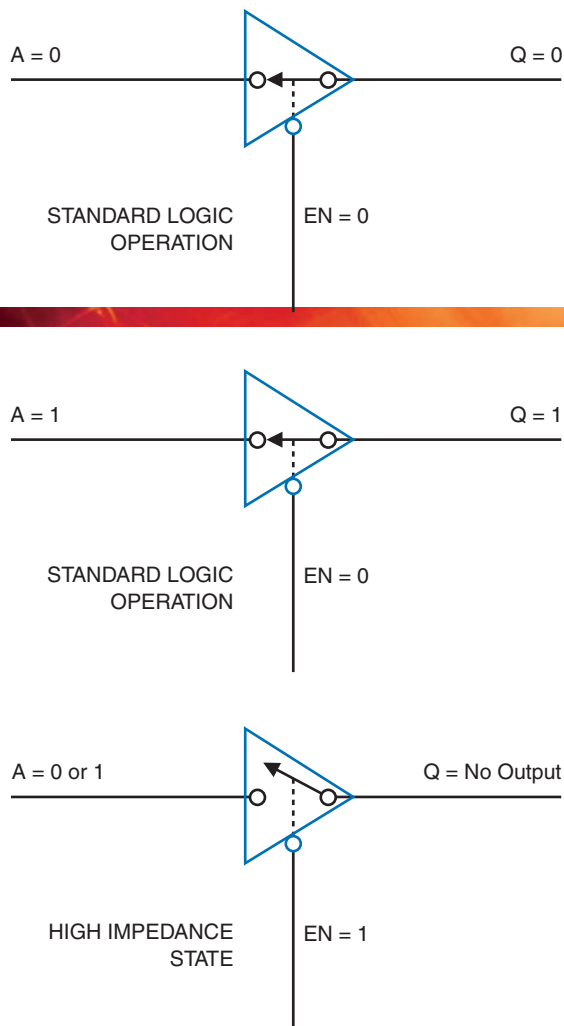 A = 0
Q = 0
STANDARD LOGIC
OPERATION
EN = 0
A = 1
Q = 1
STANDARD LOGIC
OPERATION
EN = 0
A = 0 or 1
Q = No Output
HIGH IMPEDANCE
STATE
EN = 1